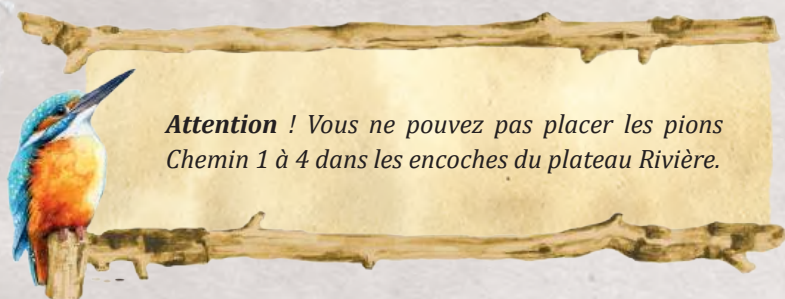 Attention ! Vous ne pouvez pas placer les pions
Chemin 1 à 4 dans les encoches du plateau Rivière.